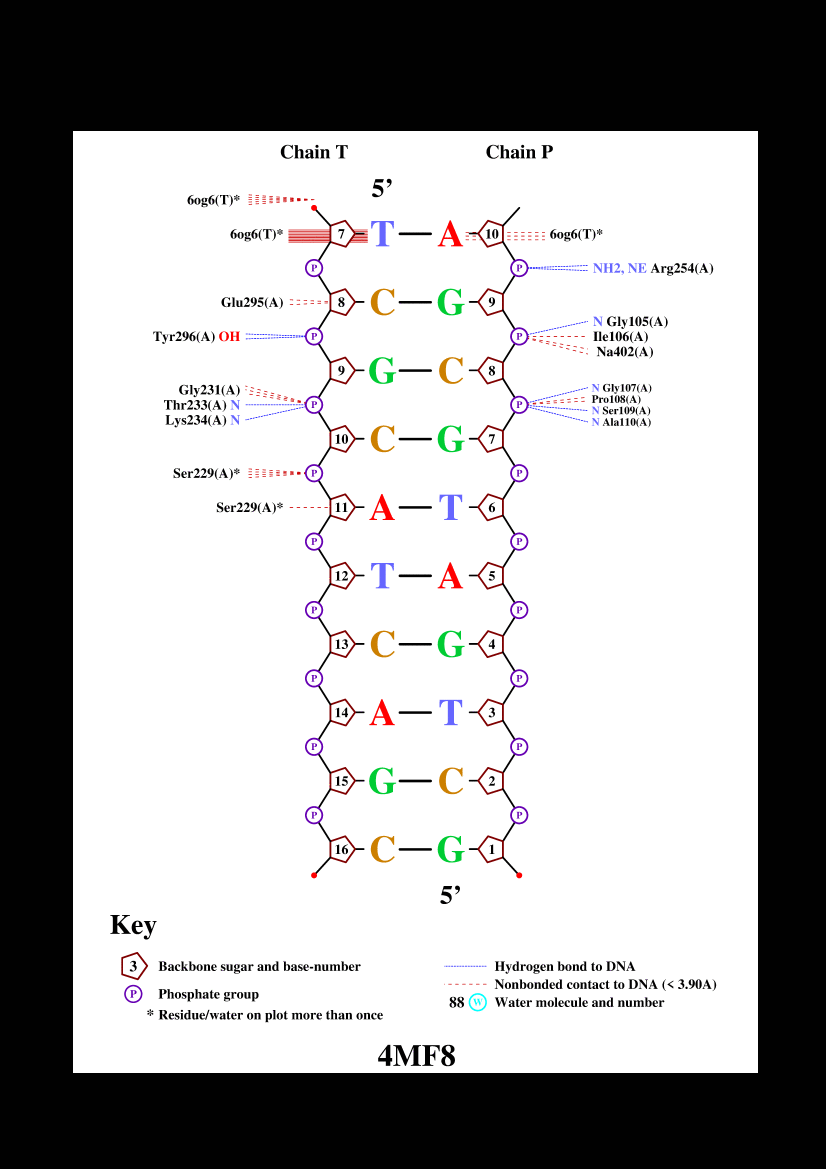 Chain T Chain P
5’
6og6(T)*
6og6(T)* 7 T A 10 6og6(T)*
P P NH2, NE Arg254(A)
Glu295(A) 8 C G 9
N Gly105(A)
Tyr296(A) OH P P Ile106(A)
Na402(A)
9 G C 8
Gly231(A) N Gly107(A)
Pro108(A)
Thr233(A) N P P N Ser109(A)
Lys234(A) N N Ala110(A)
10 C G 7
Ser229(A)* P P
Ser229(A)* 11 A T 6
P P
12 T A 5
P P
13 C G 4
P P
14 A T 3
P P
15 G C 2
P P
16 C G 1
5’
Key
3 Backbone sugar and base-number Hydrogen bond to DNA
Nonbonded contact to DNA (< 3.90A)
P Phosphate group
88 W Water molecule and number
* Residue/water on plot more than once
4MF8